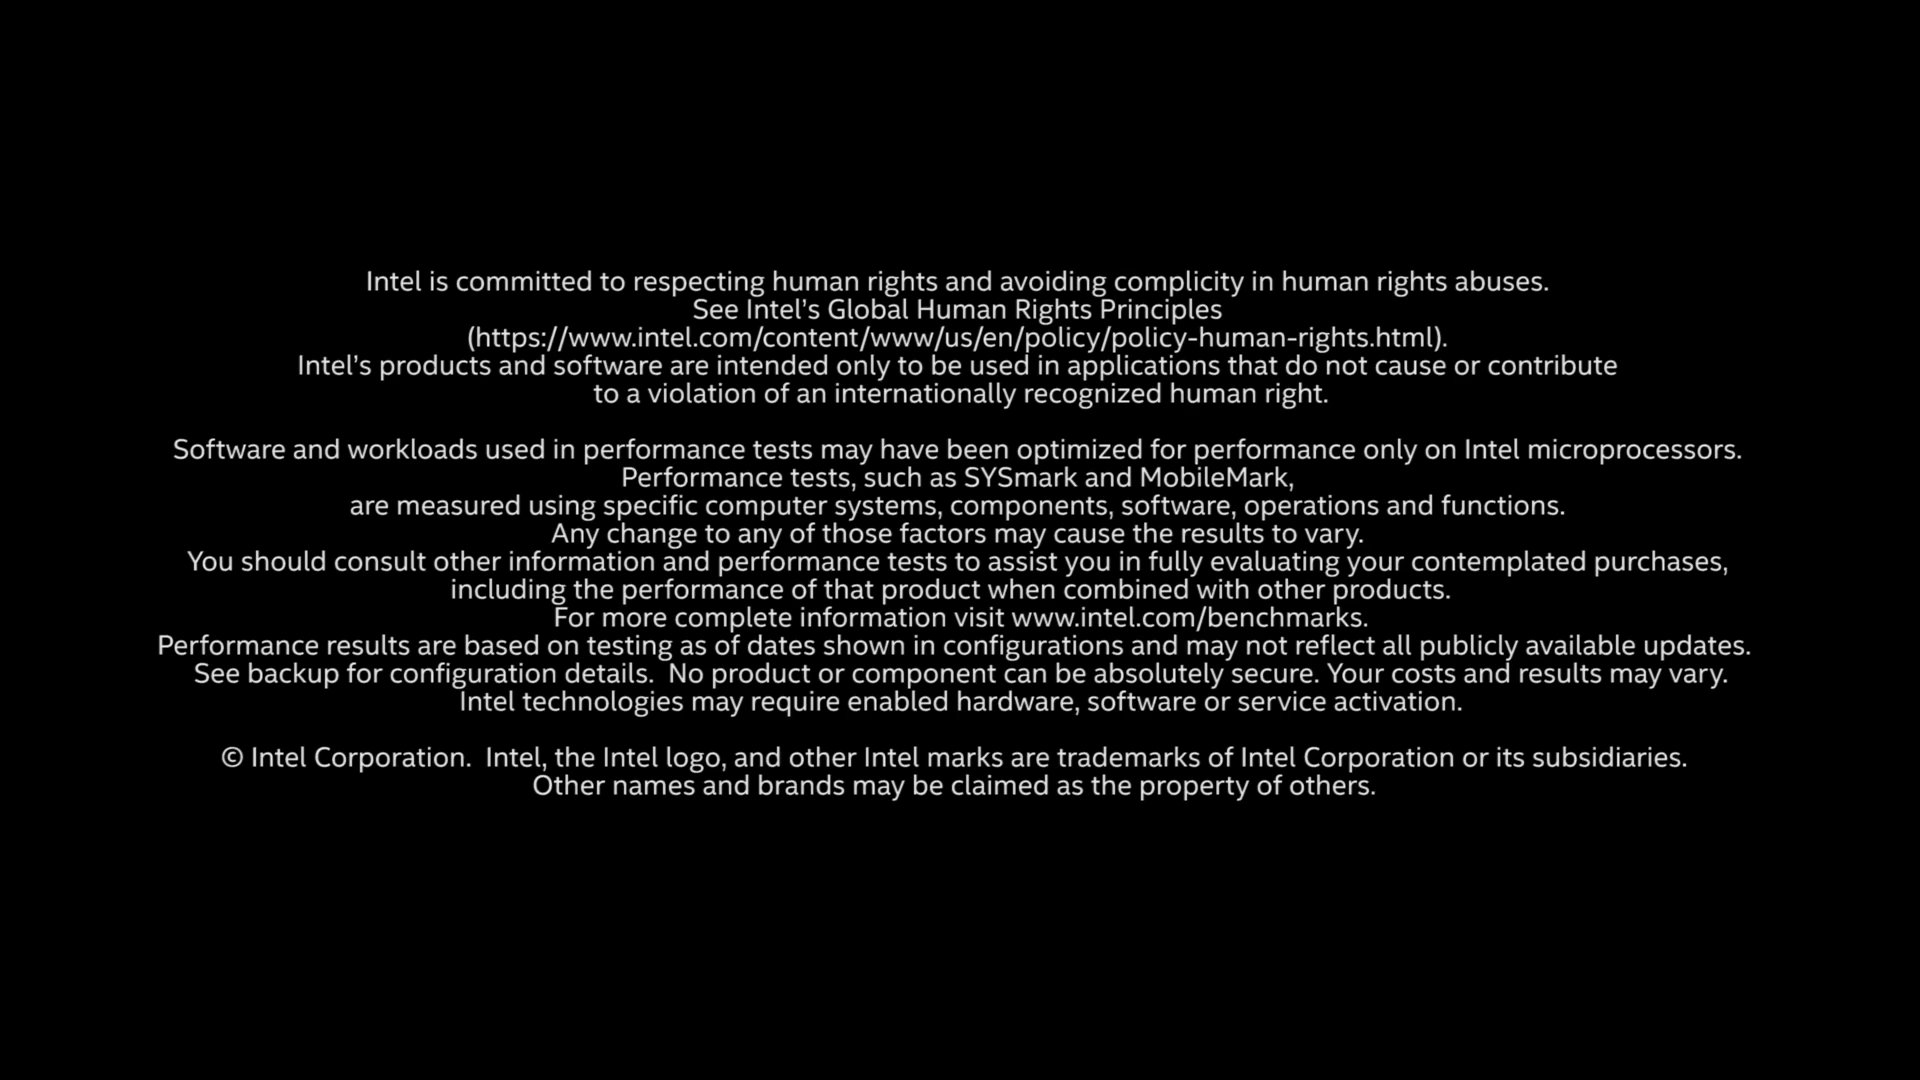 Intel is committed to respecting human rights and avoiding complicity in human rights abuses.
See Intel’s Global Human Rights Principles
(https://www.intel.com/content/www/us/en/policy/policy-human-rights.html).
Intel’s products and software are intended only to be used in applications that do not cause or contribute
to a violation of an internationally recognized human right.
Software and workloads used in performance tests may have been optimized for performance only on Intel microprocessors.
Performance tests, such as SYSmark and MobileMark,
are measured using specific computer systems, components, software, operations and functions.
Any change to any of those factors may cause the results to vary.
You should consult other information and performance tests to assist you in fully evaluating your contemplated purchases,
including the performance of that product when combined with other products.
For more complete information visit www.intel.com/benchmarks.
Performance results are based on testing as of dates shown in configurations and may not reflect all publicly available updates.
See backup for configuration details.  No product or component can be absolutely secure. Your costs and results may vary.
Intel technologies may require enabled hardware, software or service activation.
© Intel Corporation.  Intel, the Intel logo, and other Intel marks are trademarks of Intel Corporation or its subsidiaries.
Other names and brands may be claimed as the property of others.